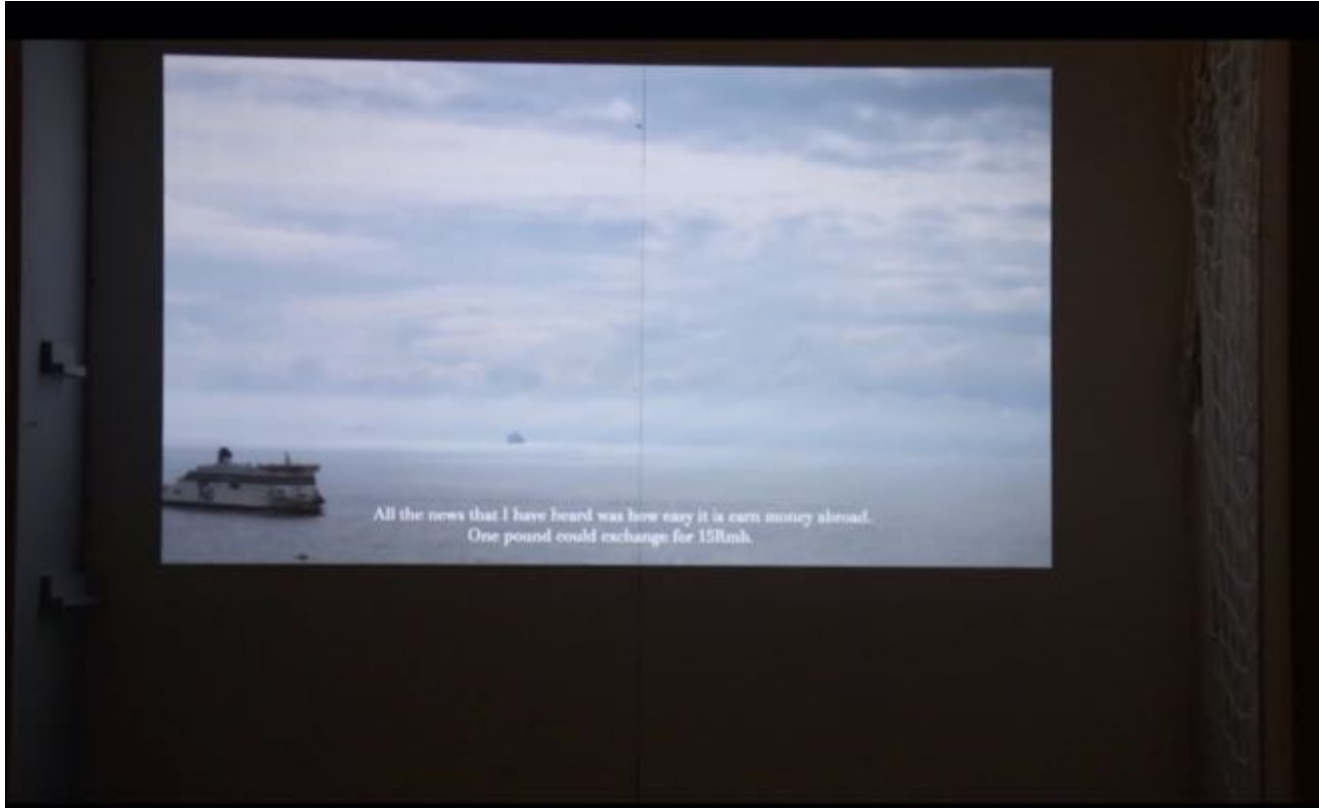 All the news that I have heard was how easy it is earn money abroad.
One pound could exchange for 15Rmb.